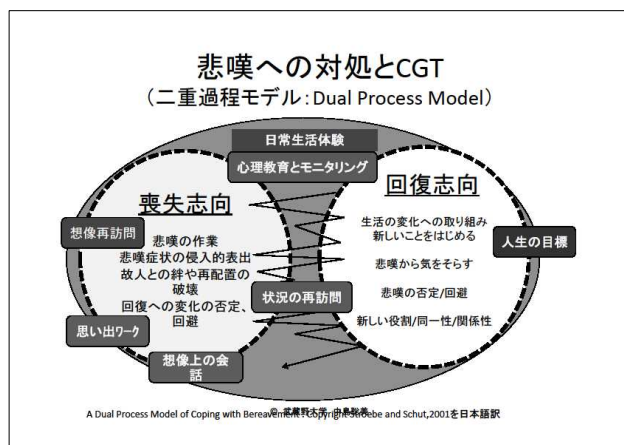 悲嘆への対処とCGT
(二重過程モデル:Dual Process Model)
日常生活体験
心理教育とモニタリング
喪失志向
回復志向
想像再訪問
悲嘆の作業
悲嘆症状の侵入的表出
故人との絆や再配置の
破壊
回復への変化の否定、
回避
生活の変化への取り組み
新しいことをはじめる
悲嘆から気をそらす
悲嘆の否定/回避
新しい役割/同一性/関係性
人生の目標
状況の再訪問
思い出ワーク
想像上の会
話
© 武蔵野大学 中島聡美
A Dual Process Model of Coping with Bereavement : Copyright Stroebe and Schut,2001を日本語訳